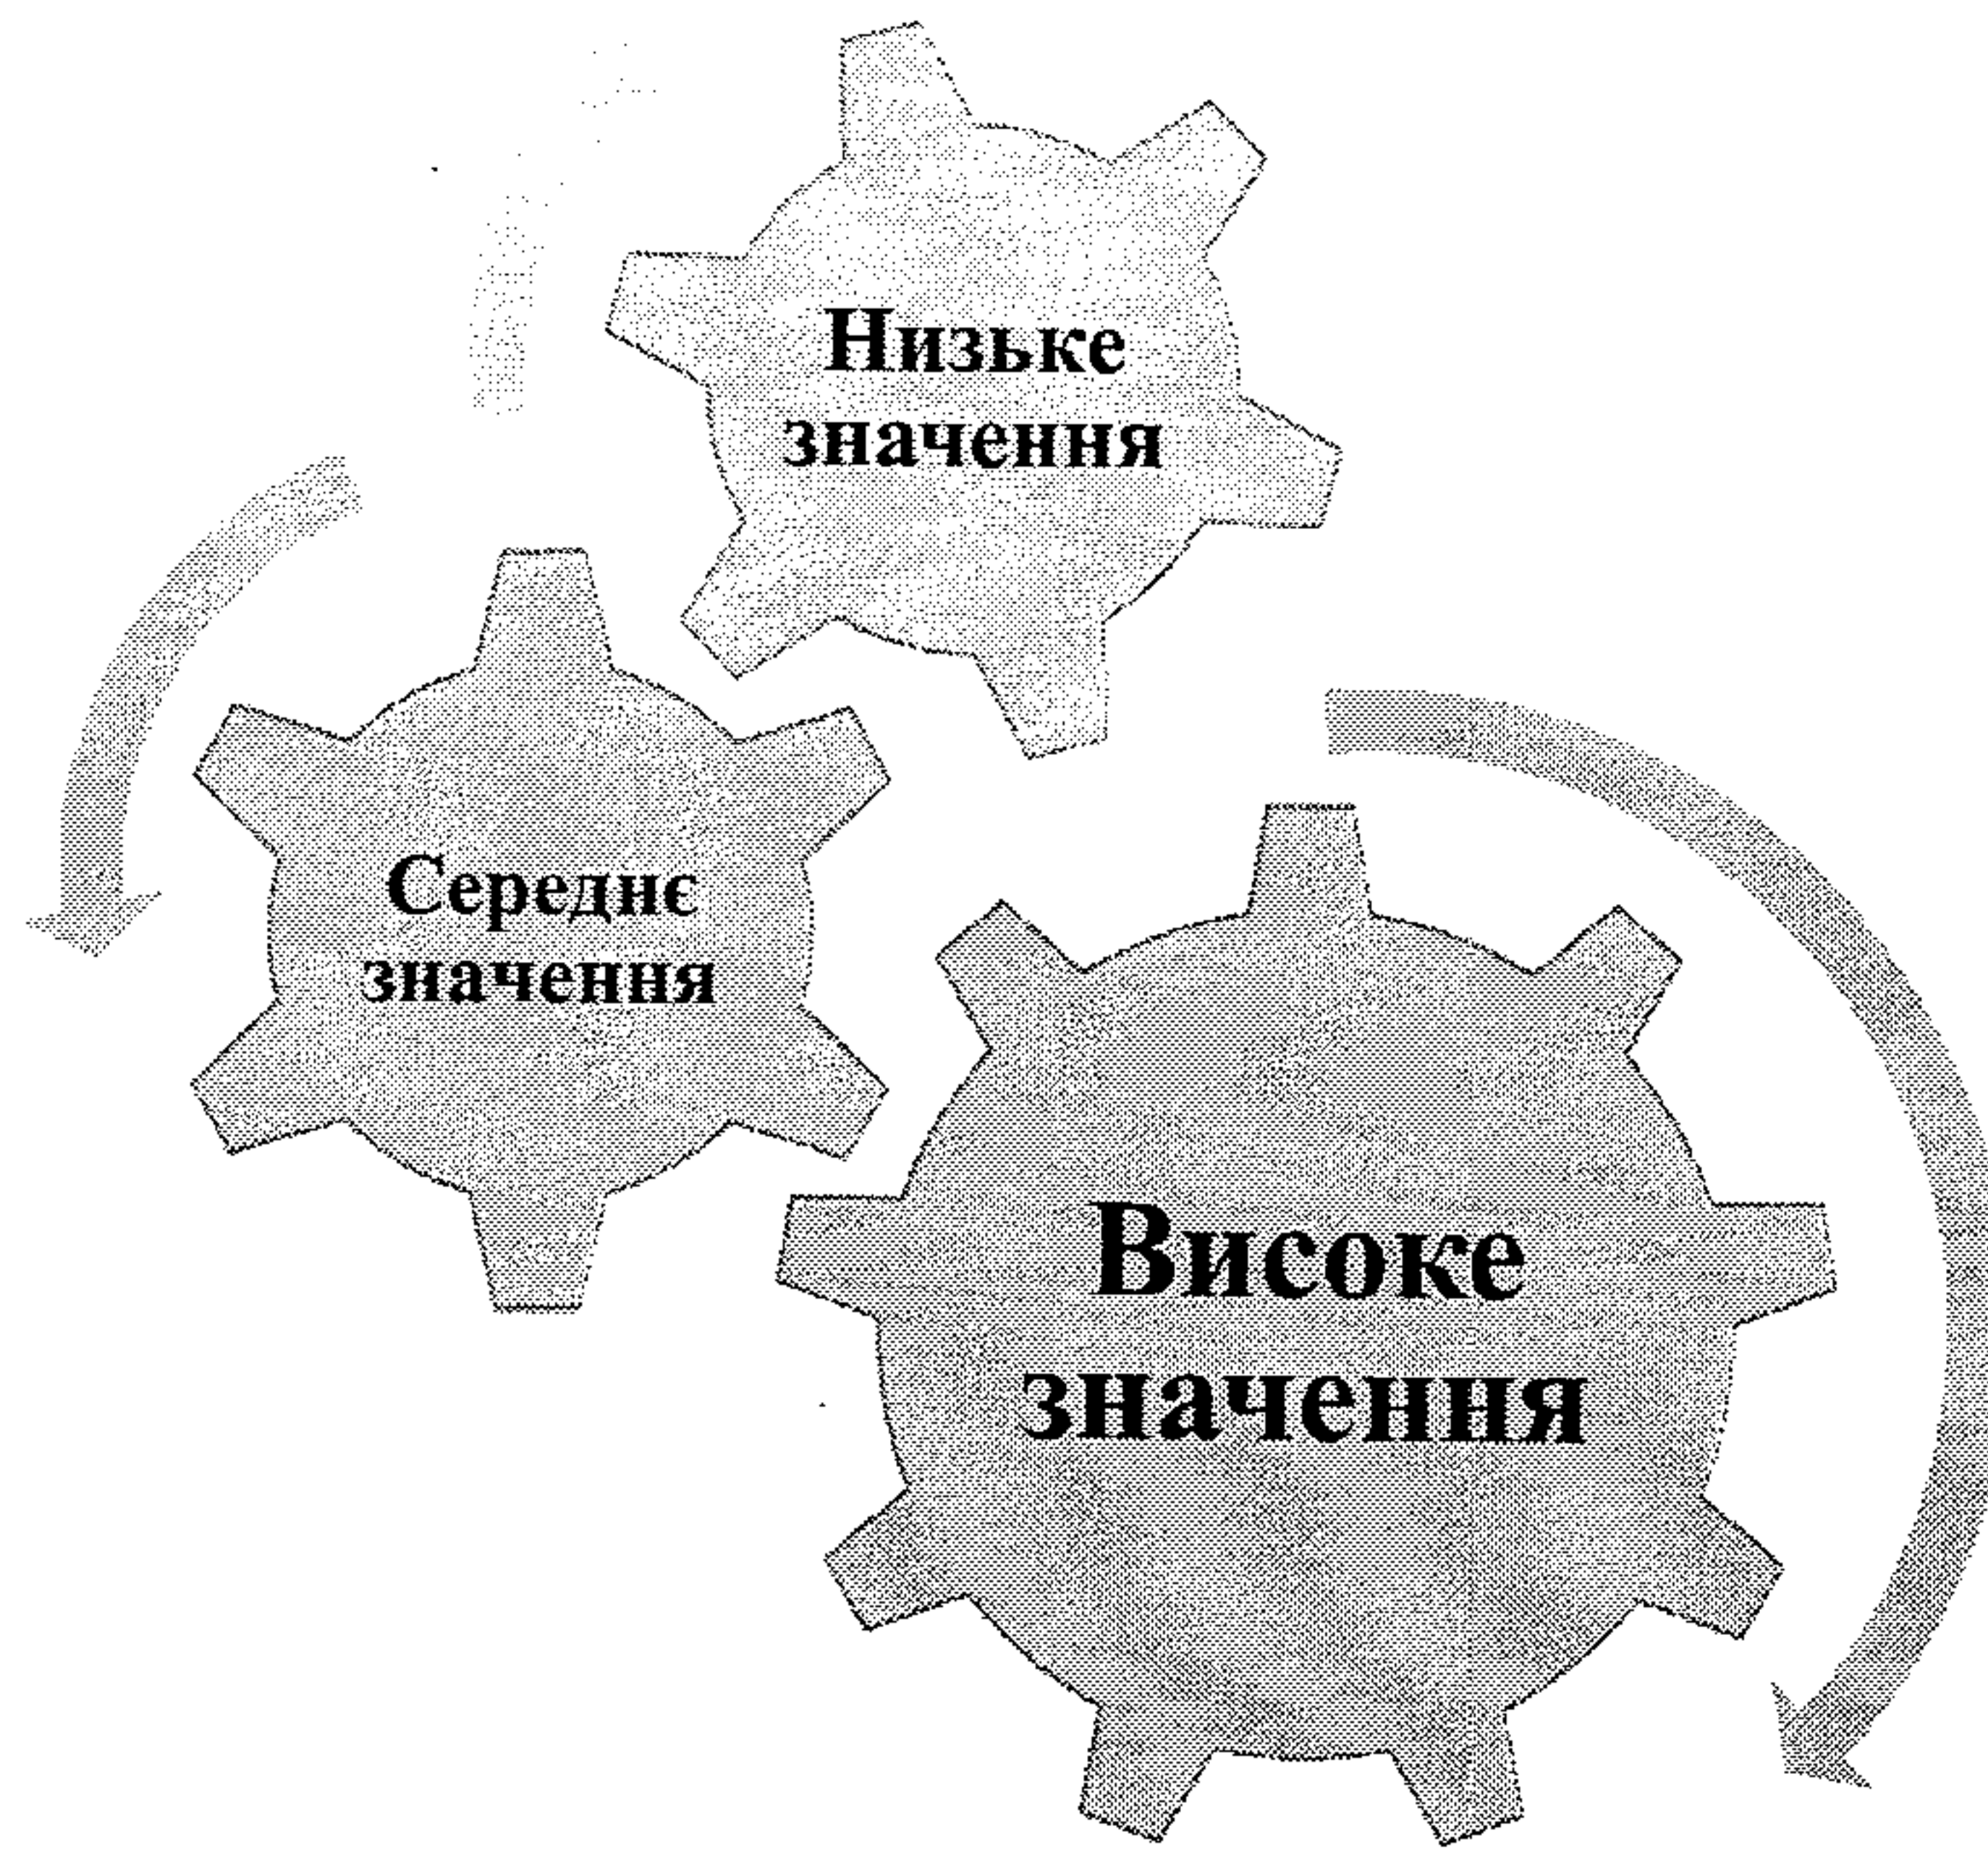 Низьке
значення
Середнє
значення
Високе
значення